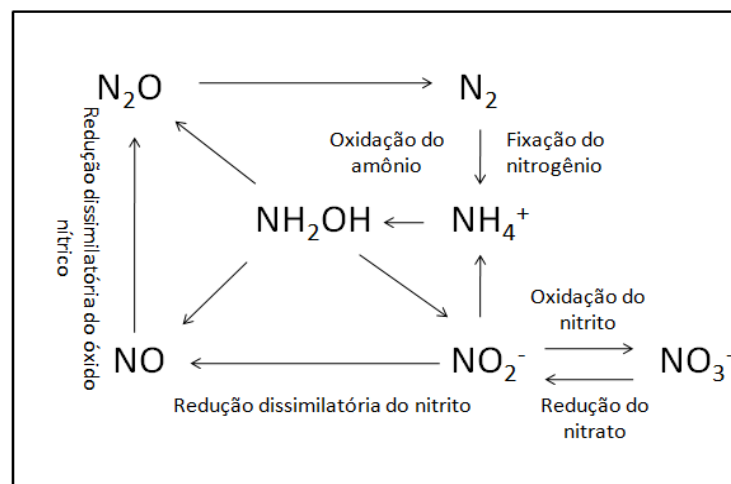 N₂O
N₂
Oxidação do
amônio
Fixação do
nitrogênio
Redução dissimilatória do óxido
nítrico
NH₂OH
NH₄⁺
Oxidação do
nitrito
NO
NO₂⁻
NO₃⁻
Redução dissimilatória do nitrito
Redução do
nitrato